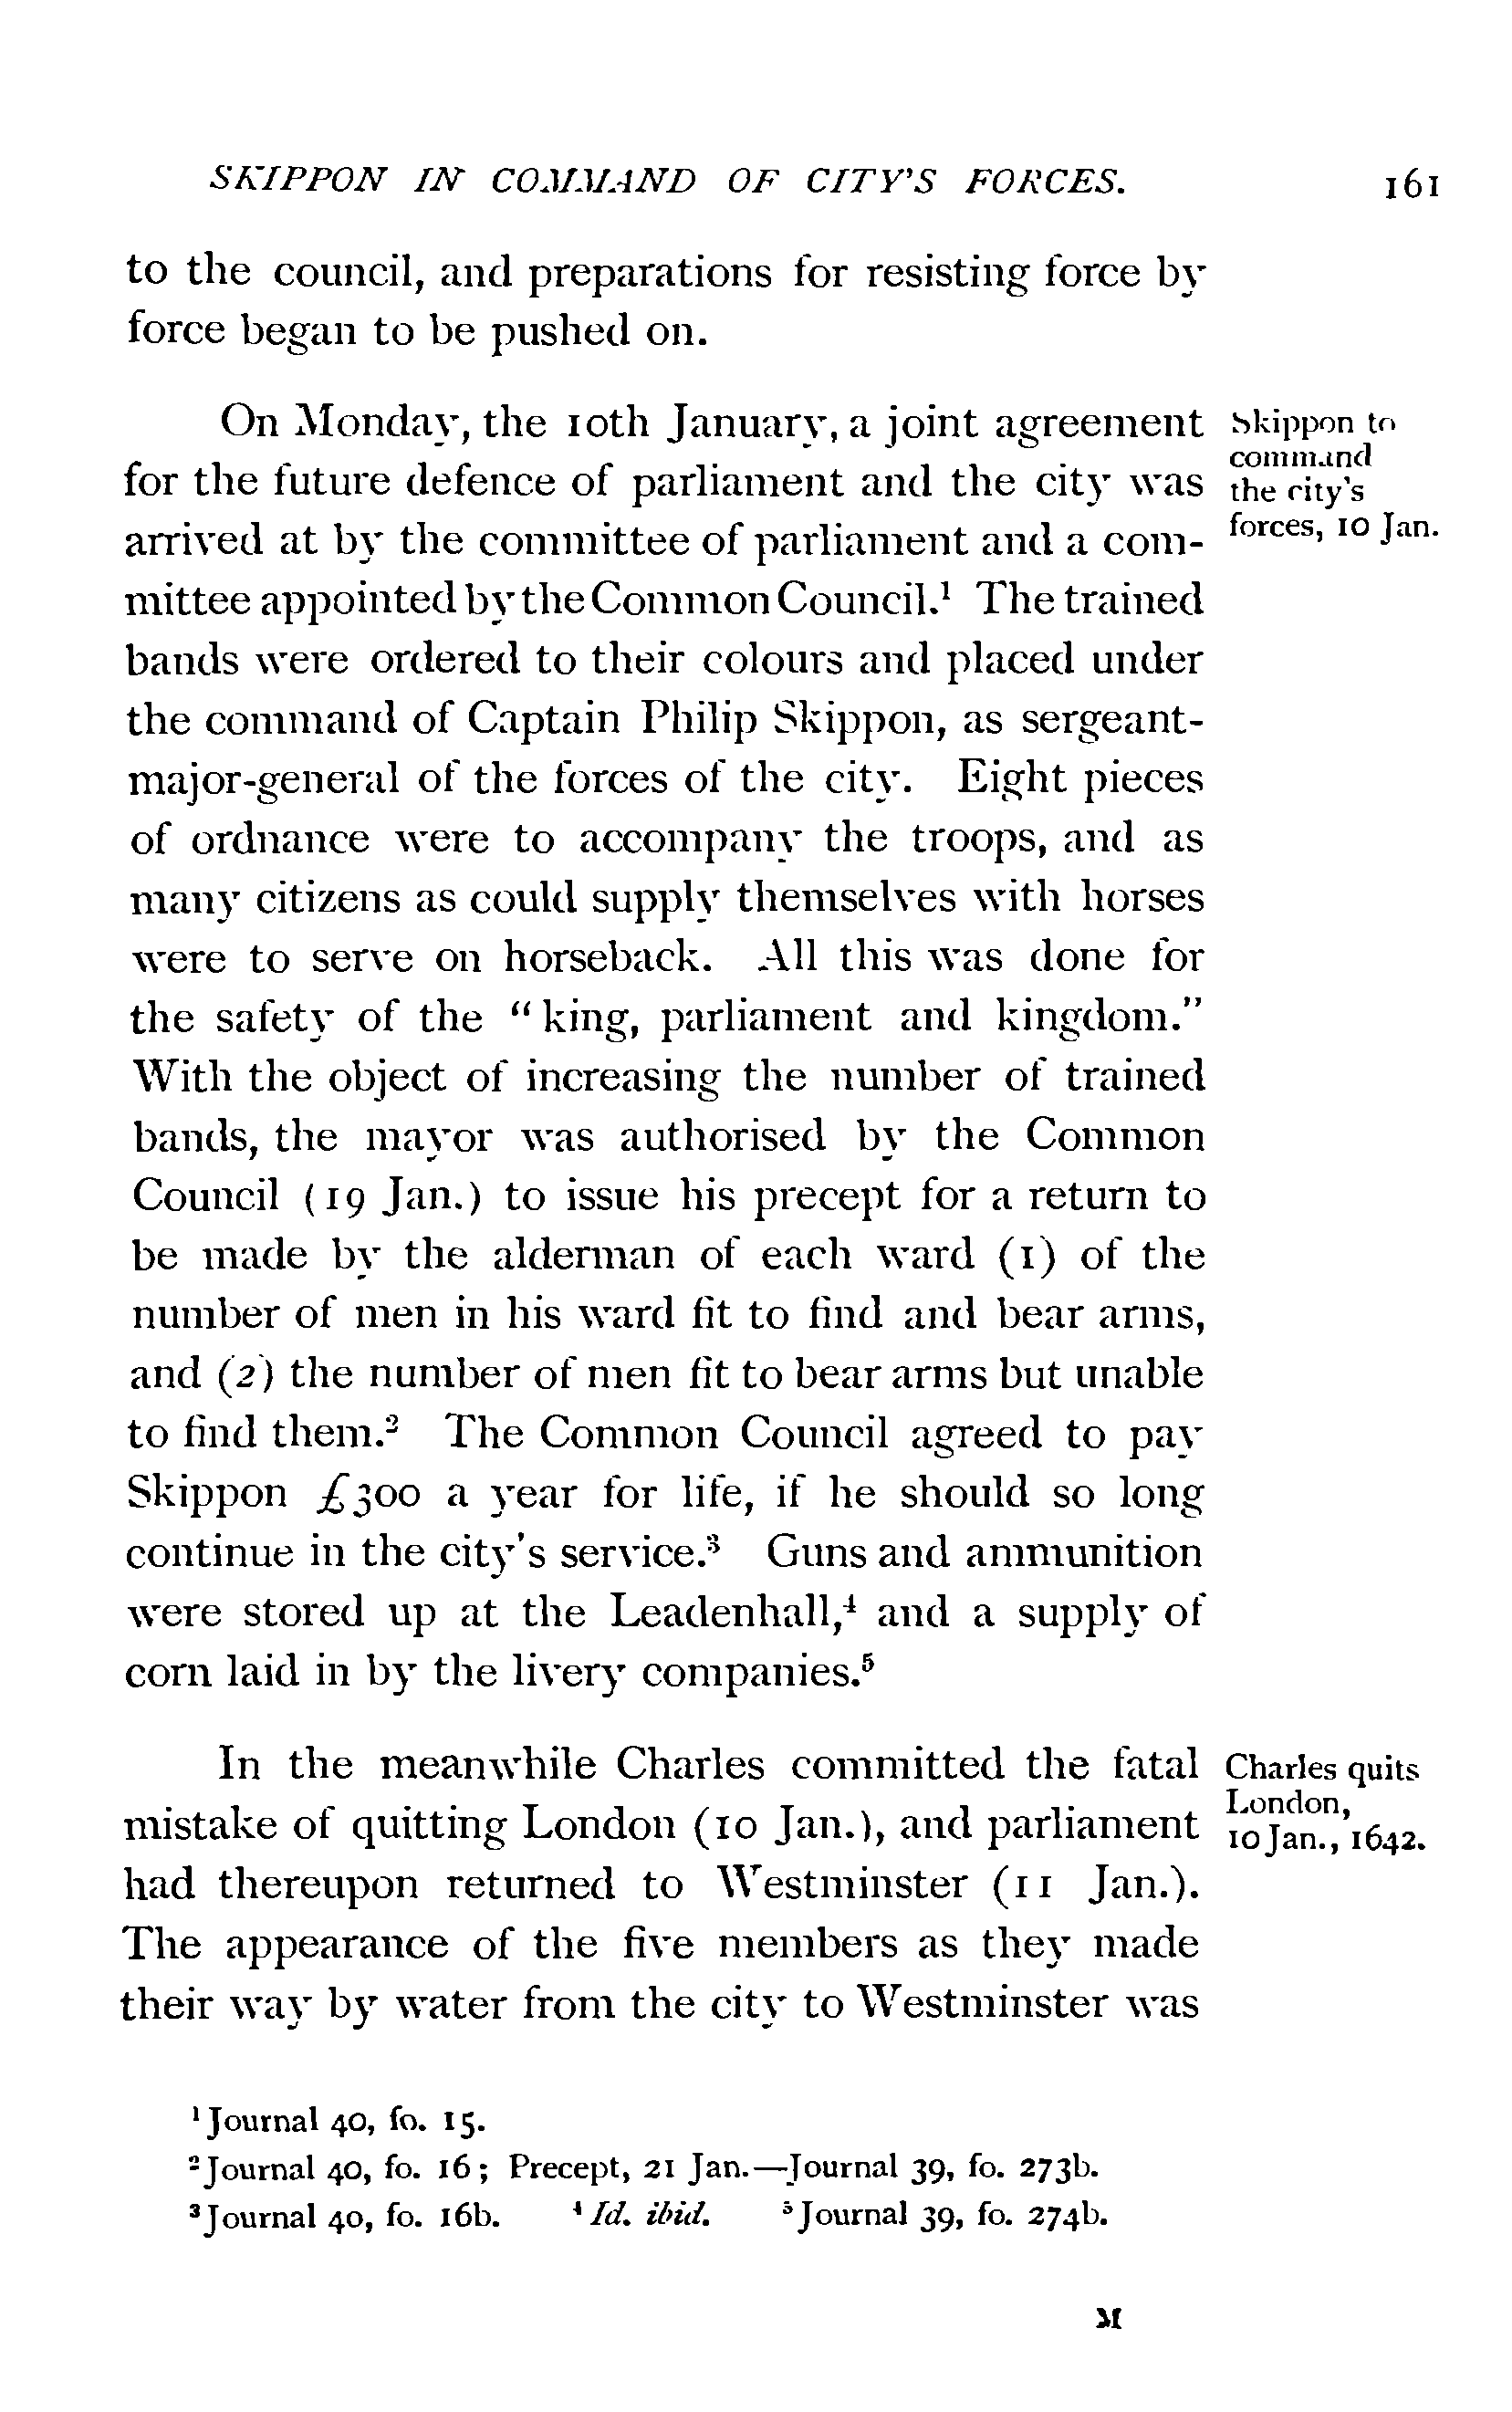 SKIPPON IN COMMAND OF CITY'S FORCES. 161
to the council, and preparations for resisting force by
force began to be pushed on.
On Monday, the 10th January, a joint agreement
for the future defence of parliament and the city was
arrived at by the committee of parliament and a com-
mittee appointed by the Common Council.¹ The trained
bands were ordered to their colours and placed under
the command of Captain Philip Skippon, as sergeant-
major-general of the forces of the city. Eight pieces
of ordnance were to accompany the troops, and as
many citizens as could supply themselves with horses
were to serve on horseback. All this was done for
the safety of the "king, parliament and kingdom."
With the object of increasing the number of trained
bands, the mayor was authorised by the Common
Council (19 Jan.) to issue his precept for a return to
be made by the alderman of each ward (1) of the
number of men in his ward fit to find and bear arms,
and (2) the number of men fit to bear arms but unable
to find them.² The Common Council agreed to pay
Skippon £300 a year for life, if he should so long
continue in the city's service.³ Guns and ammunition
were stored up at the Leadenhall,⁴ and a supply of
corn laid in by the livery companies.⁵
Skippon to
command
the city's
forces, 10 Jan.
In the meanwhile Charles committed the fatal
mistake of quitting London (10 Jan.), and parliament
had thereupon returned to Westminster (11 Jan.).
The appearance of the five members as they made
their way by water from the city to Westminster was
Charles quits
London,
10 Jan., 1642.
¹ Journal 40, fo. 15.
² Journal 40, fo. 16; Precept, 21 Jan.—Journal 39, fo. 273b.
³ Journal 40, fo. 16b. ⁴ Id. ibid. ⁵ Journal 39, fo. 274b.
M